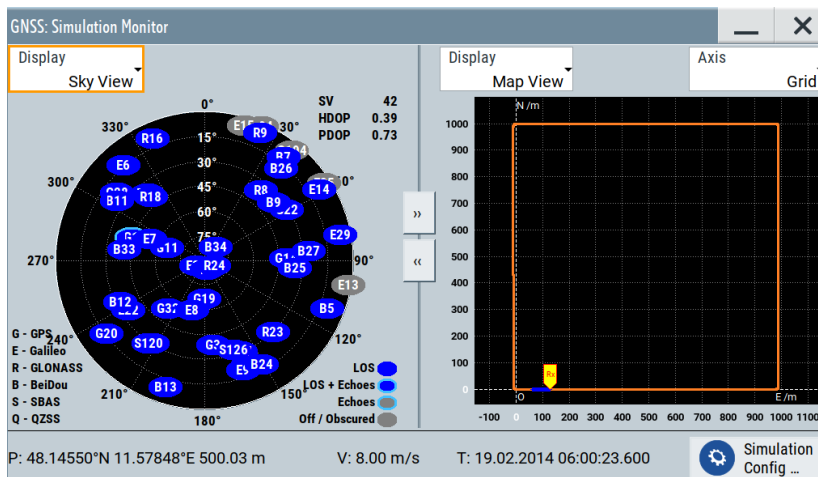 GNSS: Simulation Monitor
Display
Sky View
Display
Map View
Axis
Grid
SV 42
HDOP 0.39
PDOP 0.73
0°
30°
90°
120°
150°
180°
210°
240°
270°
300°
330°
15°
30°
45°
60°
75°
R16
E6
B11
R18
E7
B33
G11
B34
R24
R9
B7
B26
R8
B9
E14
E29
B27
B25
E13
B5
B12
G20
S120
B13
G32
E8
G19
S126
B24
R23
G - GPS
E - Galileo
R - GLONASS
B - BeiDou
S - SBAS
Q - QZSS
LOS
LOS + Echoes
Echoes
Off / Obscured
»
«
N /m
1000
900
800
700
600
500
400
300
200
100
0
0
Rx
E /m
-100 0 100 200 300 400 500 600 700 800 900 1000
P: 48.14550°N 11.57848°E 500.03 m
V: 8.00 m/s
T: 19.02.2014 06:00:23.600
Simulation
Config ...